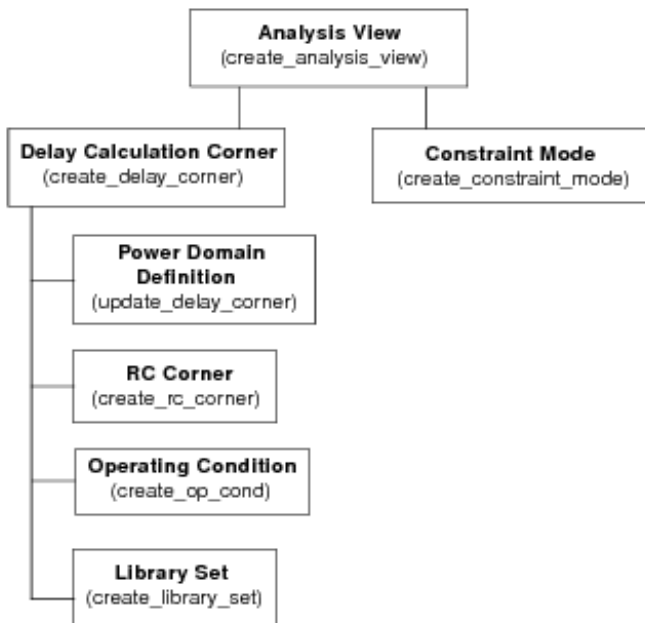 Analysis View
(create_analysis_view)
Delay Calculation Corner
(create_delay_corner)
Constraint Mode
(create_constraint_mode)
Power Domain
Definition
(update_delay_corner)
RC Corner
(create_rc_corner)
Operating Condition
(create_op_cond)
Library Set
(create_library_set)